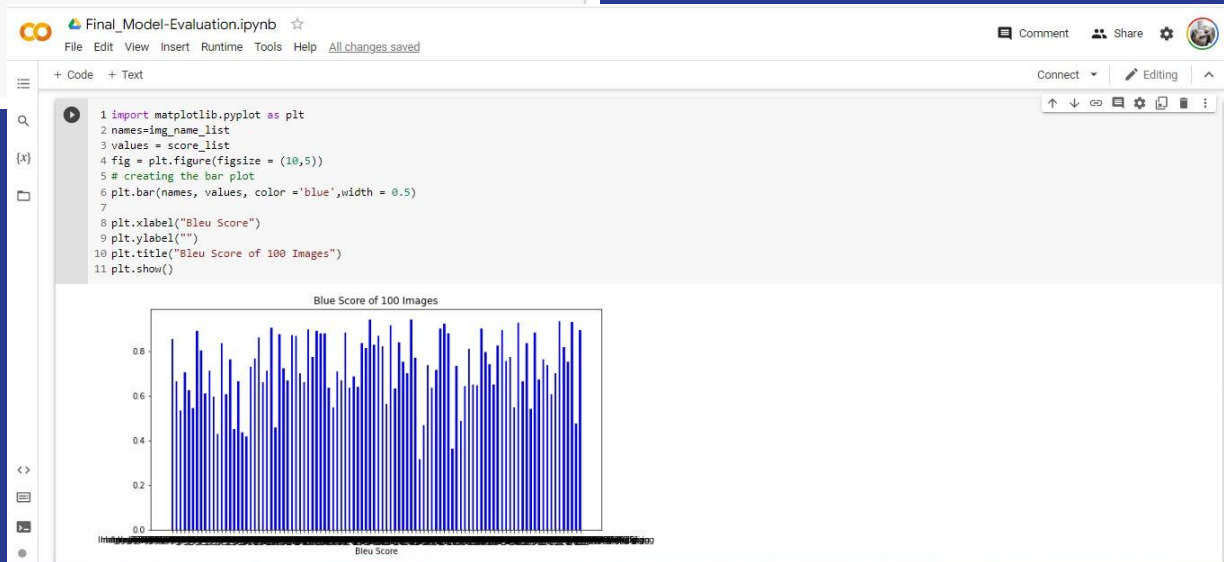 CO Final_Model-Evaluation.ipynb
Comment Share
File Edit View Insert Runtime Tools Help All changes saved
+ Code + Text
Connect Editing
{x}
1 import matplotlib.pyplot as plt
2 names=img_name_list
3 values = score_list
4 fig = plt.figure(figsize = (10,5))
5 # creating the bar plot
6 plt.bar(names, values, color ='blue',width = 0.5)
7
8 plt.xlabel("Bleu Score")
9 plt.ylabel("")
10 plt.title("Bleu Score of 100 Images")
11 plt.show()
Blue Score of 100 Images
0.8
0.6
0.4
0.2
0.0
Bleu Score